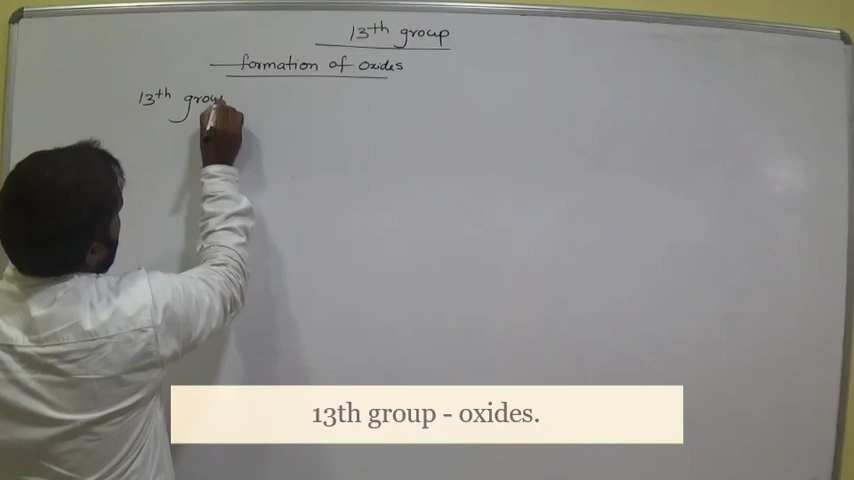 13th group
formation of oxides
13th grou
13th group - oxides.